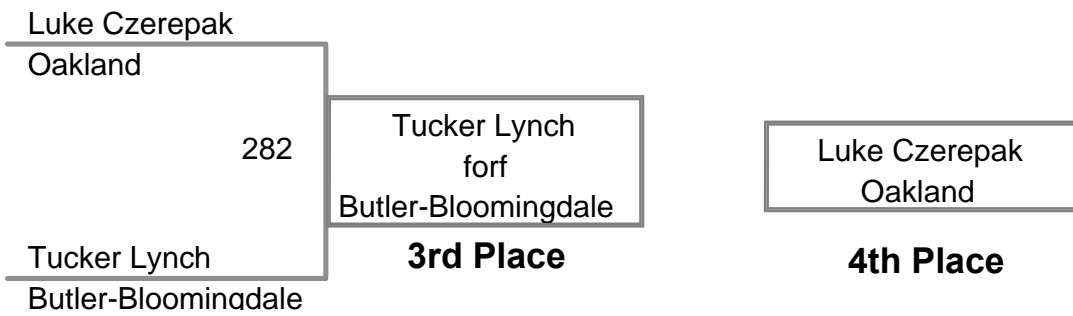 Luke Czerepak
Oakland
282
Tucker Lynch
Butler-Bloomingdale
Tucker Lynch
forf
Butler-Bloomingdale
3rd Place
Luke Czerepak
Oakland
4th Place